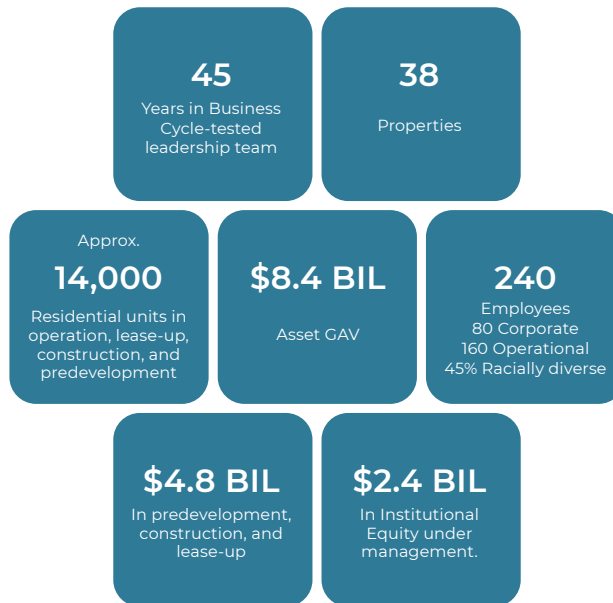 45
Years in Business
Cycle-tested
leadership team
38
Properties
Approx.
14,000
Residential units in
operation, lease-up,
construction, and
predevelopment
$8.4 BIL
Asset GAV
240
Employees
80 Corporate
160 Operational
45% Racially diverse
$4.8 BIL
In predevelopment,
construction, and
lease-up
$2.4 BIL
In Institutional
Equity under
management.